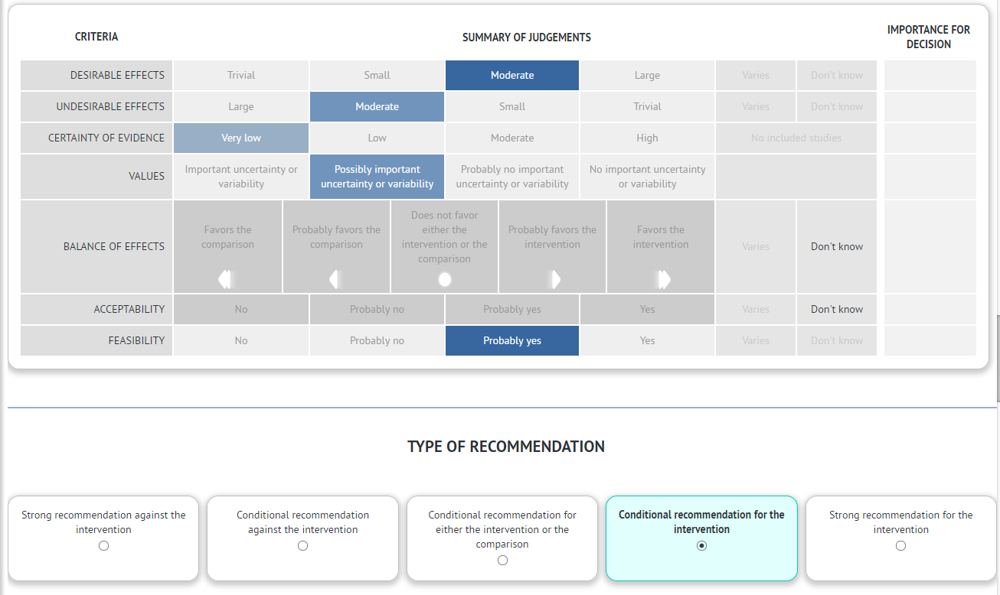 CRITERIA
SUMMARY OF JUDGEMENTS
IMPORTANCE FOR
DECISION
DESIRABLE EFFECTS
Trivial
Small
Moderate
Large
Varies
Don't know
UNDESIRABLE EFFECTS
Large
Moderate
Small
Trivial
Varies
Don't know
CERTAINTY OF EVIDENCE
Very low
Low
Moderate
High
No included studies
VALUES
Important uncertainty or
variability
Possibly important
uncertainty or variability
Probably no important
uncertainty or variability
No important uncertainty
or variability
BALANCE OF EFFECTS
Favors the
comparison
Probably favors the
comparison
Does not favor
either the
intervention or the
comparison
Probably favors the
intervention
Favors the
intervention
Varies
Don't know
ACCEPTABILITY
No
Probably no
Probably yes
Yes
Varies
Don't know
FEASIBILITY
No
Probably no
Probably yes
Yes
Varies
Don't know
TYPE OF RECOMMENDATION
Strong recommendation against the
intervention
Conditional recommendation
against the intervention
Conditional recommendation for
either the intervention or the
comparison
Conditional recommendation for the
intervention
Strong recommendation for the
intervention